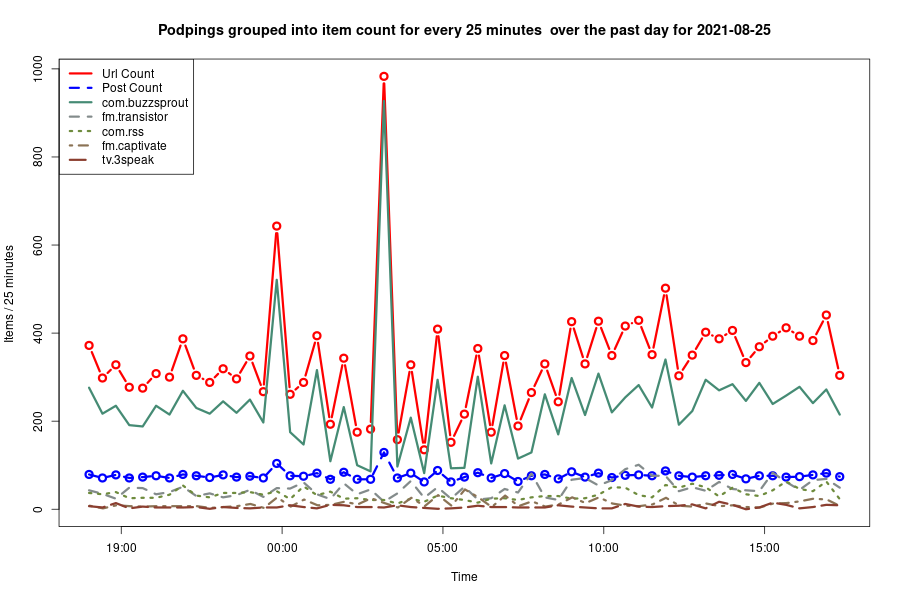 Podpings grouped into item count for every 25 minutes  over the past day for 2021-08-25
Url Count
Post Count
com.buzzsprout
fm.transistor
com.rss
fm.captivate
tv.3speak
Items / 25 minutes
1000
800
600
400
200
0
19:00 00:00 05:00 10:00 15:00
Time